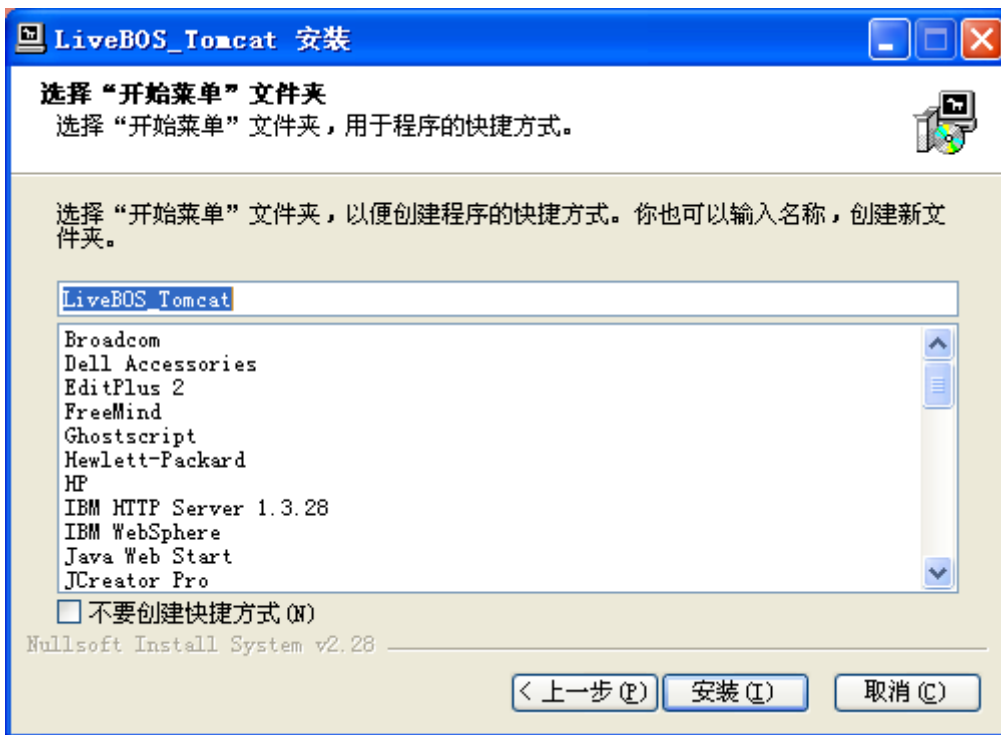 LiveBOS_Tomcat 安装
选择“开始菜单”文件夹
选择“开始菜单”文件夹，用于程序的快捷方式。
选择“开始菜单”文件夹，以便创建程序的快捷方式。你也可以输入名称，创建新文
件夹。
LiveBOS_Tomcat
Broadcom
Dell Accessories
EditPlus 2
FreeMind
Ghostscript
Hewlett-Packard
HP
IBM HTTP Server 1.3.28
IBM WebSphere
Java Web Start
JCreator Pro
不要创建快捷方式(N)
Nullsoft Install System v2.28
< 上一步(P) 安装(I) 取消(C)